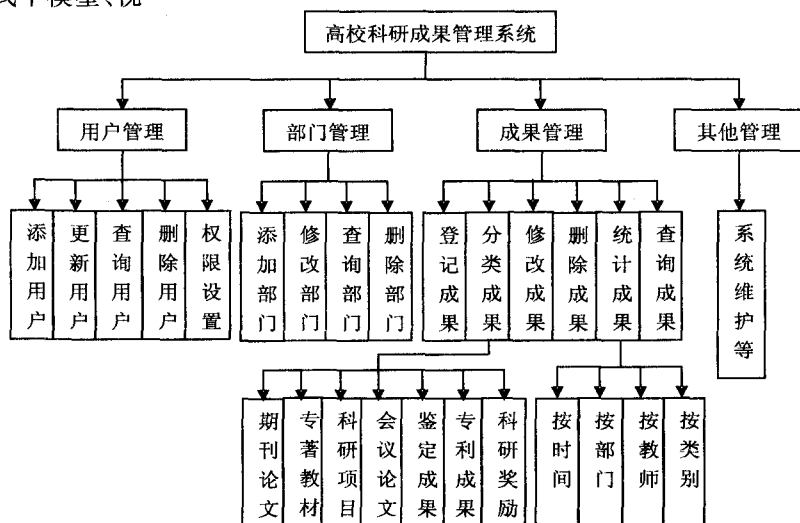 高校科研成果管理系统
用户管理
部门管理
成果管理
其他管理
添加用户
更新用户
查询用户
删除用户
权限设置
添加部门
修改部门
查询部门
删除部门
登记成果
分类成果
修改成果
删除成果
统计成果
查询成果
系统维护等
期刊论文
专著教材
科研项目
会议论文
鉴定成果
专利成果
科研奖励
按时间
按部门
按教师
按类别